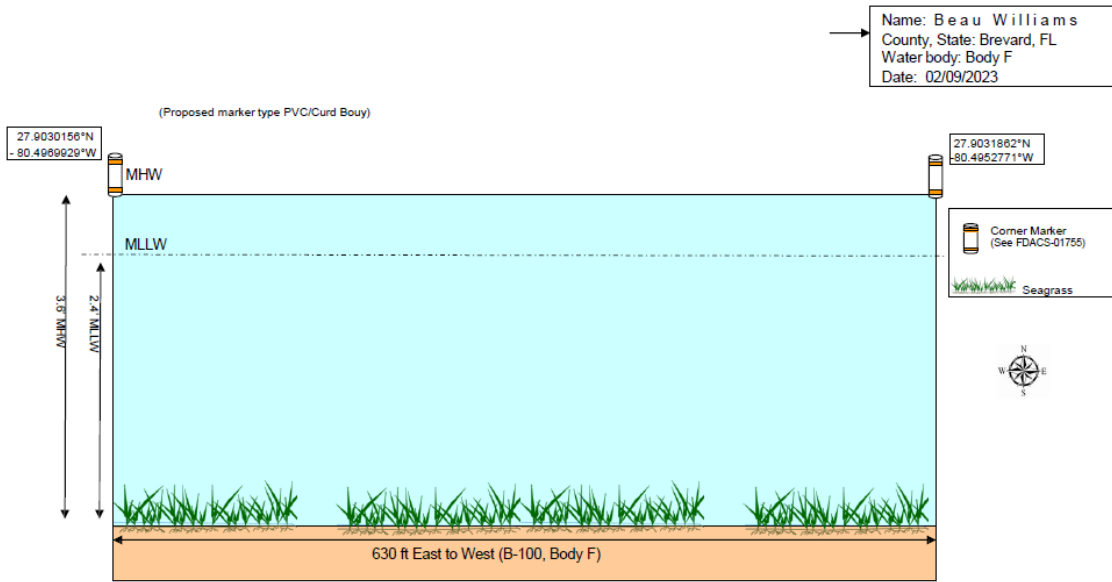 Name: Beau Williams
County, State: Brevard, FL
Water body: Body F
Date: 02/09/2023
(Proposed marker type PVC/Curd Bouy)
27.9030156°N
- 80.4969929°W
27.9031862°N
-80.4952771°W
MHW
MLLW
3.6' MHW
2.4' MLLW
Corner Marker
(See FDACS-01755)
Seagrass
N
W E
S
630 ft East to West (B-100, Body F)